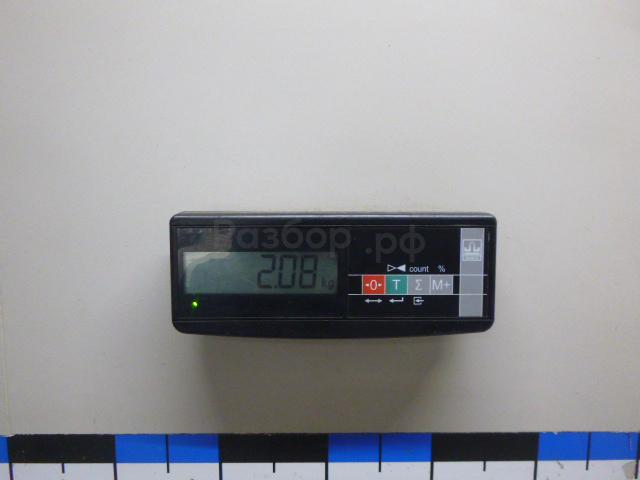 Разбор.рф
2.08 kg
count %
0 T Σ M+